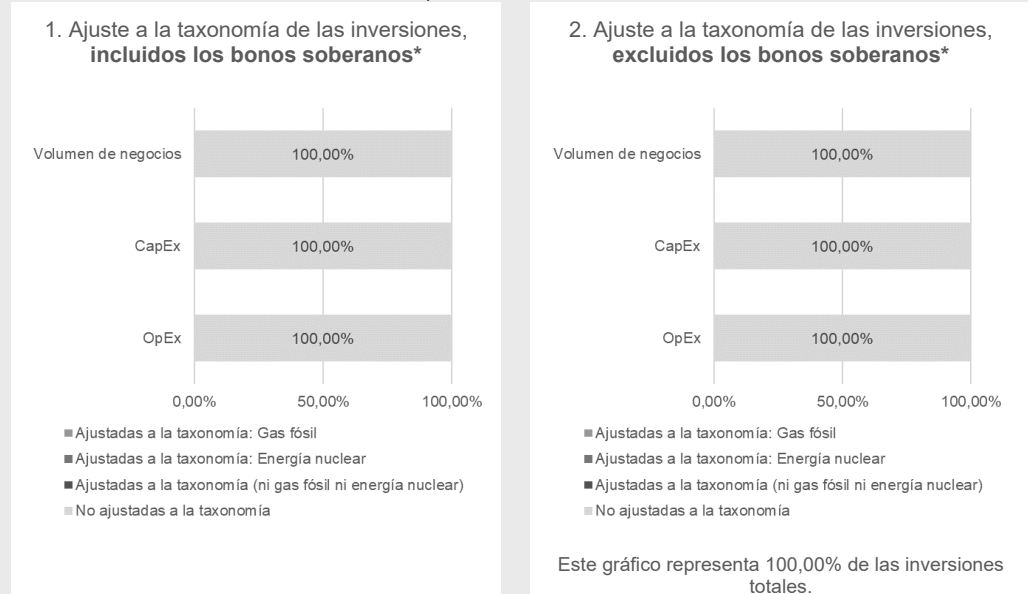 1. Ajuste a la taxonomía de las inversiones,
incluidos los bonos soberanos*
Volumen de negocios
100,00%
CapEx
100,00%
OpEx
100,00%
0,00%
50,00%
100,00%
Ajustadas a la taxonomía: Gas fósil
Ajustadas a la taxonomía: Energía nuclear
Ajustadas a la taxonomía (ni gas fósil ni energía nuclear)
No ajustadas a la taxonomía
2. Ajuste a la taxonomía de las inversiones,
excluidos los bonos soberanos*
Volumen de negocios
100,00%
CapEx
100,00%
OpEx
100,00%
0,00%
50,00%
100,00%
Ajustadas a la taxonomía: Gas fósil
Ajustadas a la taxonomía: Energía nuclear
Ajustadas a la taxonomía (ni gas fósil ni energía nuclear)
No ajustadas a la taxonomía
Este gráfico representa 100,00% de las inversiones
totales.